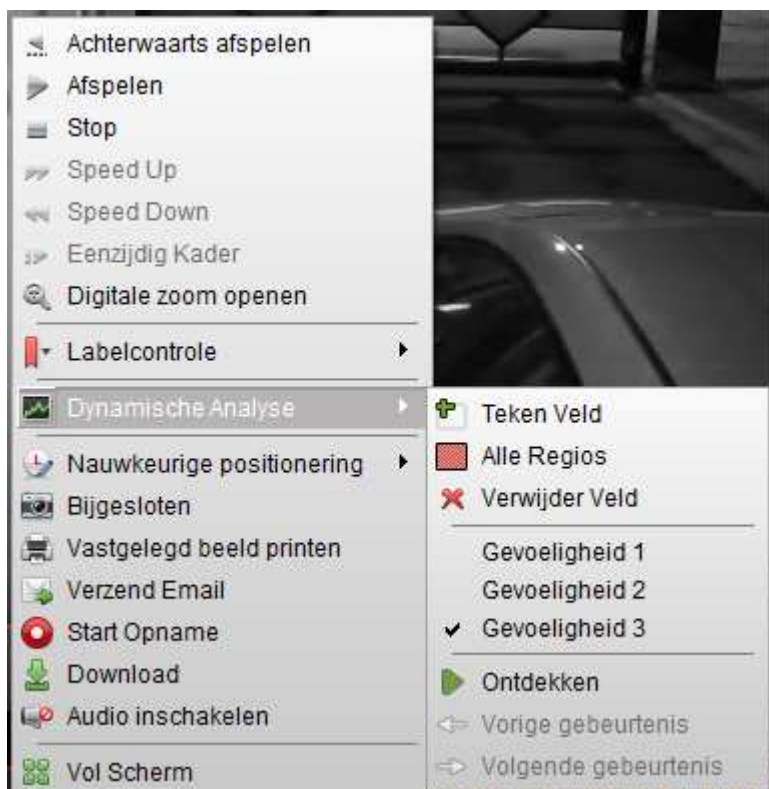 Achterwaarts afspelen
Afspelen
Stop
Speed Up
Speed Down
Eenzijdig Kader
Digitale zoom openen
Labelcontrole
Dynamische Analyse
Nauwkeurige positionering
Bijgesloten
Vastgelegd beeld printen
Verzend Email
Start Opname
Download
Audio inschakelen
Vol Scherm
Teken Veld
Alle Regios
Verwijder Veld
Gevoeligheid 1
Gevoeligheid 2
Gevoeligheid 3
Ontdekken
Vorige gebeurtenis
Volgende gebeurtenis